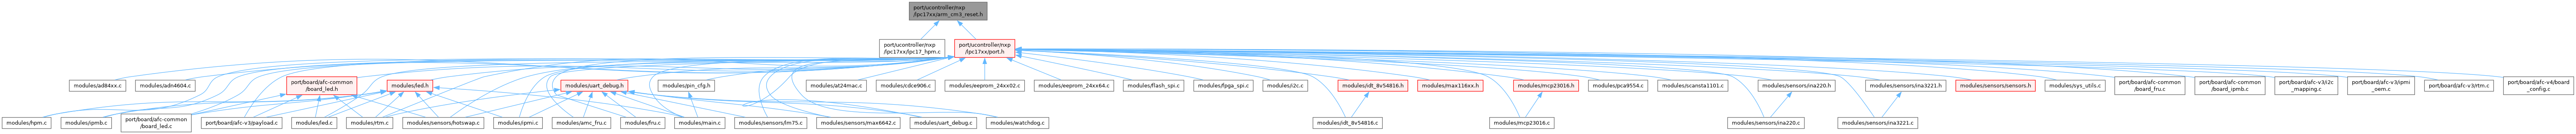 port/ucontroller/nxp
/lpc17xx/arm_cm3_reset.h
port/ucontroller/nxp
/lpc17xx/lpc17_hpm.c
port/ucontroller/nxp
/lpc17xx/port.h
modules/ad84xx.c
modules/adn4604.c
port/board/afc-common
/board_led.h
modules/led.h
modules/uart_debug.h
modules/pin_cfg.h
modules/at24mac.c
modules/cdce906.c
modules/eeprom_24xx02.c
modules/eeprom_24xx64.c
modules/flash_spi.c
modules/fpga_spi.c
modules/i2c.c
modules/idt_8v54816.h
modules/max116xx.h
modules/mcp23016.h
modules/pca9554.c
modules/scansta1101.c
modules/sensors/ina220.h
modules/sensors/ina3221.h
modules/sensors/sensors.h
modules/sys_utils.c
port/board/afc-common
/board_fru.c
port/board/afc-common
/board_ipmb.c
port/board/afc-v3/i2c
_mapping.c
port/board/afc-v3/ipmi
_oem.c
port/board/afc-v3/rtm.c
port/board/afc-v4/board
_config.c
modules/hpm.c
modules/ipmb.c
port/board/afc-common
/board_led.c
port/board/afc-v3/payload.c
modules/led.c
modules/rtm.c
modules/sensors/hotswap.c
modules/ipmi.c
modules/amc_fru.c
modules/fru.c
modules/main.c
modules/sensors/lm75.c
modules/sensors/max6642.c
modules/uart_debug.c
modules/watchdog.c
modules/idt_8v54816.c
modules/mcp23016.c
modules/sensors/ina220.c
modules/sensors/ina3221.c